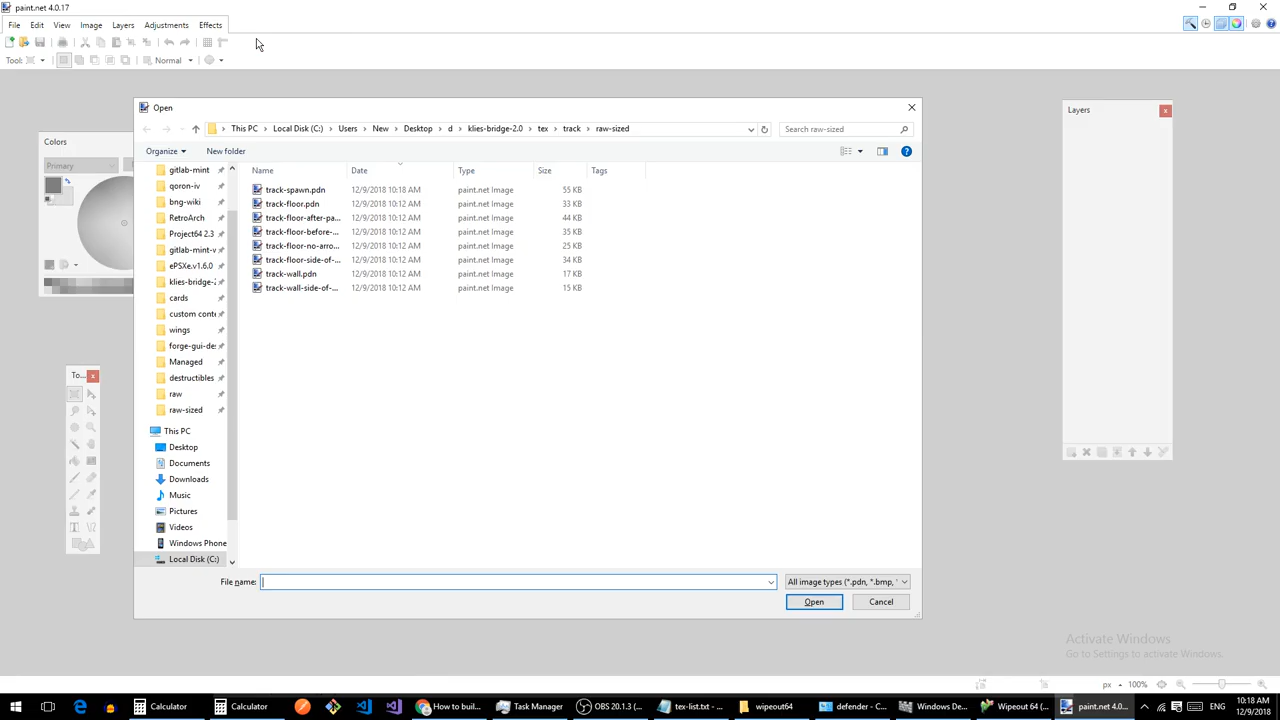 paint.net 4.0.17
File Edit View Image Layers Adjustments Effects
Tool: Normal
Open
This PC Local Disk (C:) Users New Desktop d klies-bridge-2.0 tex track raw-sized
Search raw-sized
Organize New folder
Name Date Type Size Tags
track-spawn.pdn 12/9/2018 10:18 AM paint.net Image 55 KB
track-floor.pdn 12/9/2018 10:12 AM paint.net Image 33 KB
track-floor-after-pa... 12/9/2018 10:12 AM paint.net Image 44 KB
track-floor-before-... 12/9/2018 10:12 AM paint.net Image 35 KB
track-floor-no-arro... 12/9/2018 10:12 AM paint.net Image 25 KB
track-floor-side-of-... 12/9/2018 10:12 AM paint.net Image 34 KB
track-wall.pdn 12/9/2018 10:12 AM paint.net Image 17 KB
track-wall-side-of-... 12/9/2018 10:12 AM paint.net Image 15 KB
gitlab-mint
qoron-iv
bng-wiki
RetroArch
Project64 2.3
gitlab-mint-v
ePSXe.v1.6.0
klies-bridge-2
cards
custom conte
wings
forge-gui-des
Managed
destructibles
raw
raw-sized
This PC
Desktop
Documents
Downloads
Music
Pictures
Videos
Windows Phone
Local Disk (C:)
File name:
All image types (*.pdn, *.bmp, 
Open Cancel
Colors
Primary
To...
Layers
Activate Windows
Go to Settings to activate Windows.
px 100%
Calculator Calculator How to buil... Task Manager OBS 20.1.3 (... tex-list.txt - ... wipeout64 defender - C... Windows De... Wipeout 64 (... paint.net 4.0... ENG 10:18 AM
12/9/2018